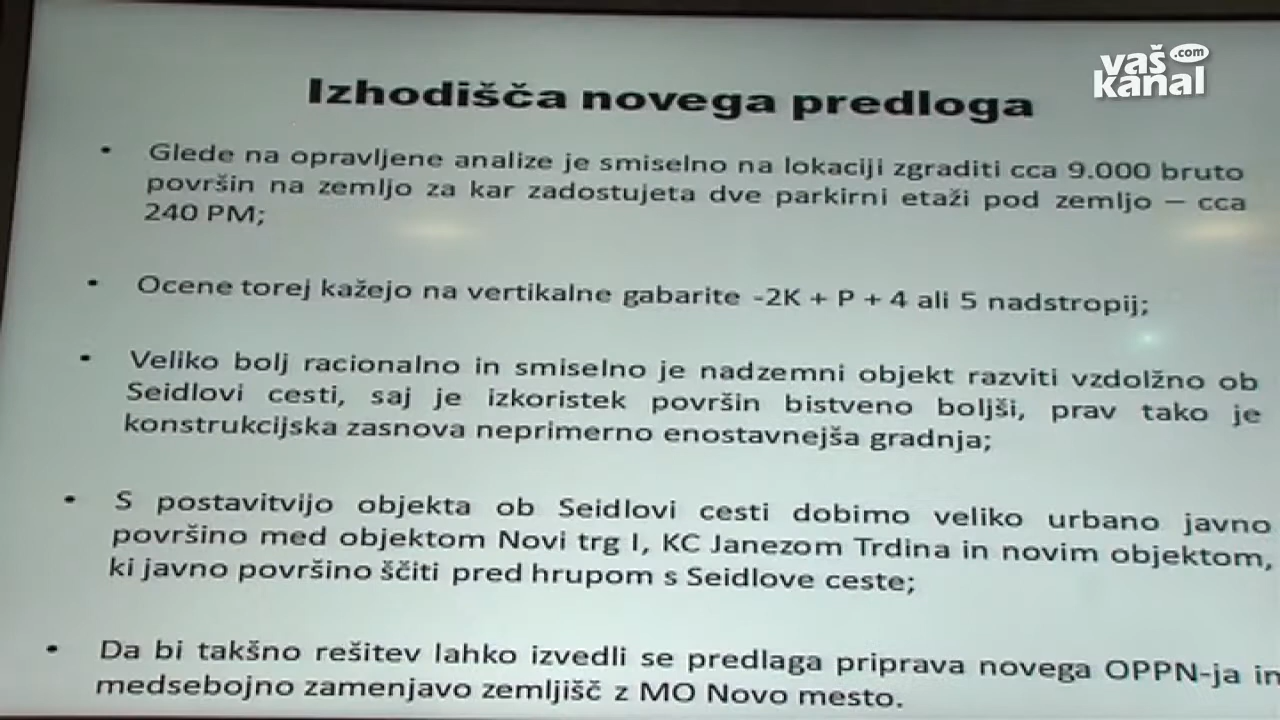 vaš
.com
kanal
Izhodišča novega predloga
• Glede na opravljene analize je smiselno na lokaciji zgraditi cca 9.000 bruto
površin na zemljo za kar zadostujeta dve parkirni etaži pod zemljo – cca
240 PM;
• Ocene torej kažejo na vertikalne gabarite -2K + P + 4 ali 5 nadstropij;
• Veliko bolj racionalno in smiselno je nadzemni objekt razviti vzdolžno ob
Seidlovi cesti, saj je izkoristek površin bistveno boljši, prav tako je
konstrukcijska zasnova neprimerno enostavnejša gradnja;
• S postavitvijo objekta ob Seidlovi cesti dobimo veliko urbano javno
površino med objektom Novi trg I, KC Janezom Trdina in novim objektom,
ki javno površino ščiti pred hrupom s Seidlove ceste;
• Da bi takšno rešitev lahko izvedli se predlaga priprava novega OPPN-ja in
medsebojno zamenjavo zemljišč z MO Novo mesto.